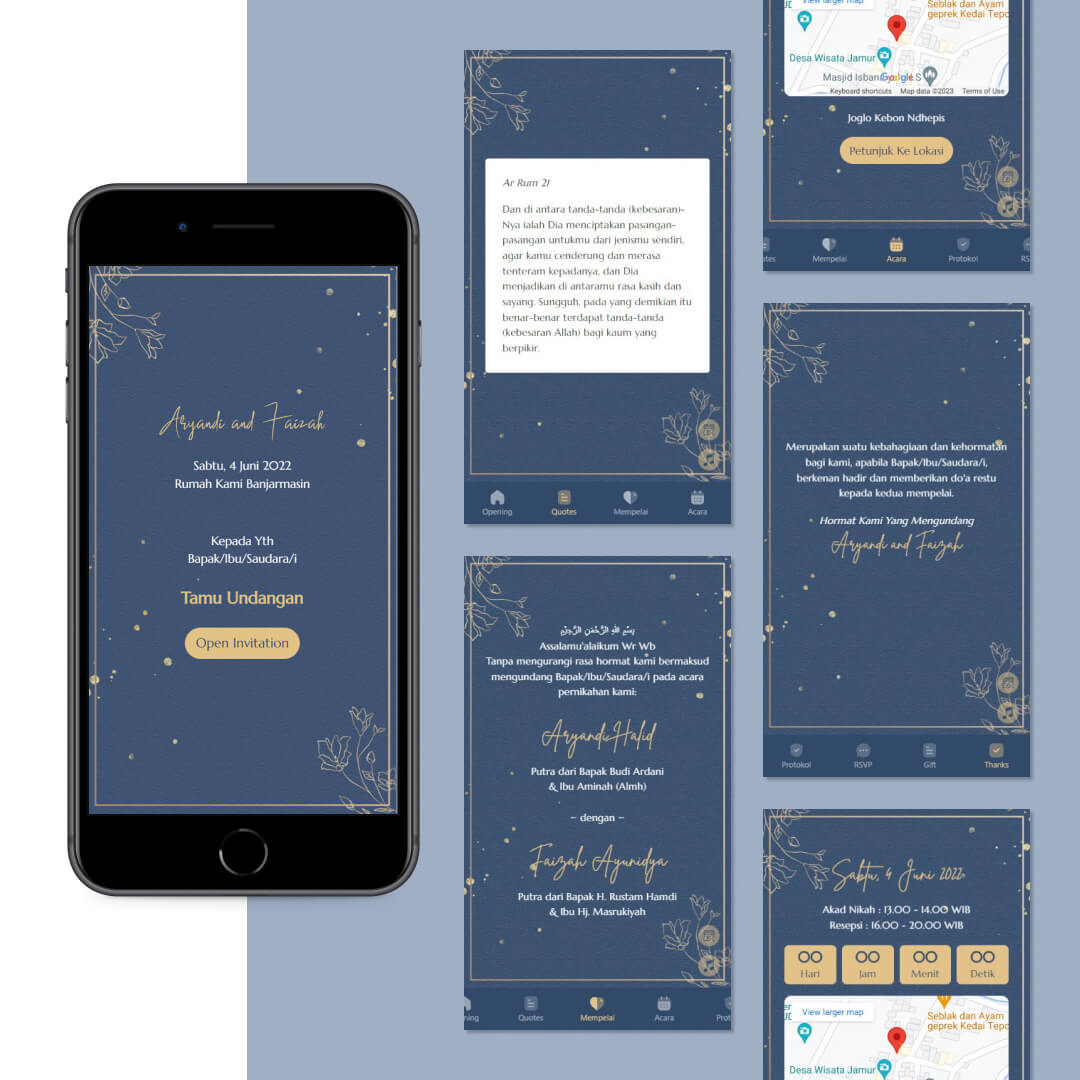 Aryandi and Faizah
Sabtu, 4 Juni 2022
Rumah Kami Banjarmasin
Kepada Yth
Bapak/Ibu/Saudara/i
Tamu Undangan
Open Invitation
Ar Rum 21
Dan di antara tanda-tanda (kebesaran)-
Nya ialah Dia menciptakan pasangan-
pasangan untukmu dari jenismu sendiri,
agar kamu cenderung dan merasa
tenteram kepadanya, dan Dia
menjadikan di antaramu rasa kasih dan
sayang. Sungguh, pada yang demikian itu
benar-benar terdapat tanda-tanda
(kebesaran Allah) bagi kaum yang
berpikir.
Opening Quotes Mempelai Acara
بِسْمِ اللهِ الرَّحْمٰنِ الرَّحِيْمِ
Assalamu'alaikum Wr Wb
Tanpa mengurangi rasa hormat kami bermaksud
mengundang Bapak/Ibu/Saudara/i pada acara
pernikahan kami:
Aryandi Halid
Putra dari Bapak Budi Ardani
& Ibu Aminah (Almh)
~ dengan ~
Faizah Ayunidya
Putra dari Bapak H. Rustam Hamdi
& Ibu Hj. Masrukiyah
ning Quotes Mempelai Acara Prot
View larger map
Seblak dan Ayam
geprek Kedai Tepo
Desa Wisata Jamur
Masjid Isban
Google
Keyboard shortcuts Map data ©2023 Terms of Use
Joglo Kebon Ndhepis
Petunjuk Ke Lokasi
otes Mempelai Acara Protokol RS
Merupakan suatu kebahagiaan dan kehormatan
bagi kami, apabila Bapak/Ibu/Saudara/i,
berkenan hadir dan memberikan do'a restu
kepada kedua mempelai.
Hormat Kami Yang Mengundang
Aryandi and Faizah
Protokol RSVP Gift Thanks
Sabtu, 4 Juni 2022
Akad Nikah : 13.00 - 14.00 WIB
Resepsi : 16.00 - 20.00 WIB
00 00 00 00
Hari Jam Menit Detik
View larger map
Seblak dan Ayam
geprek Kedai Tepo
Desa Wisata Jamur